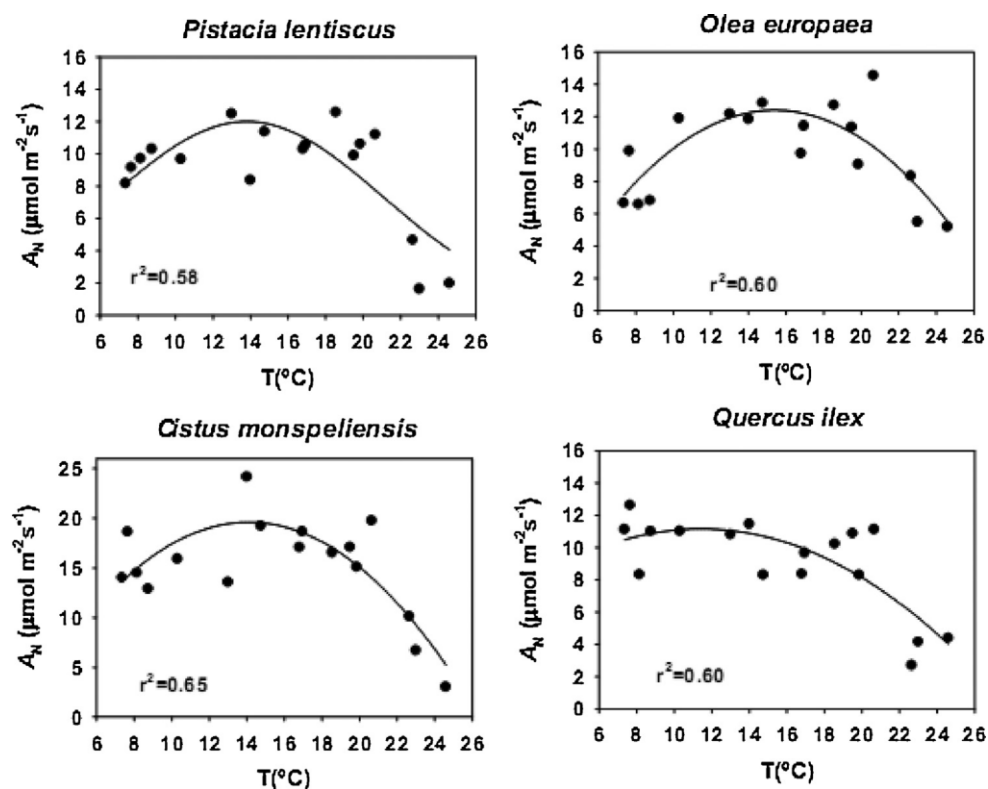 Pistacia lentiscus
A_N (µmol m⁻²s⁻¹)
16
14
12
10
8
6
4
2
0
r²=0.58
6 8 10 12 14 16 18 20 22 24 26
T(ºC)
Olea europaea
A_N (µmol m⁻²s⁻¹)
16
14
12
10
8
6
4
2
0
r²=0.60
6 8 10 12 14 16 18 20 22 24 26
T(ºC)
Cistus monspeliensis
A_N (µmol m⁻²s⁻¹)
25
20
15
10
5
0
r²=0.65
6 8 10 12 14 16 18 20 22 24 26
T(ºC)
Quercus ilex
A_N (µmol m⁻²s⁻¹)
16
14
12
10
8
6
4
2
0
r²=0.60
6 8 10 12 14 16 18 20 22 24 26
T(ºC)